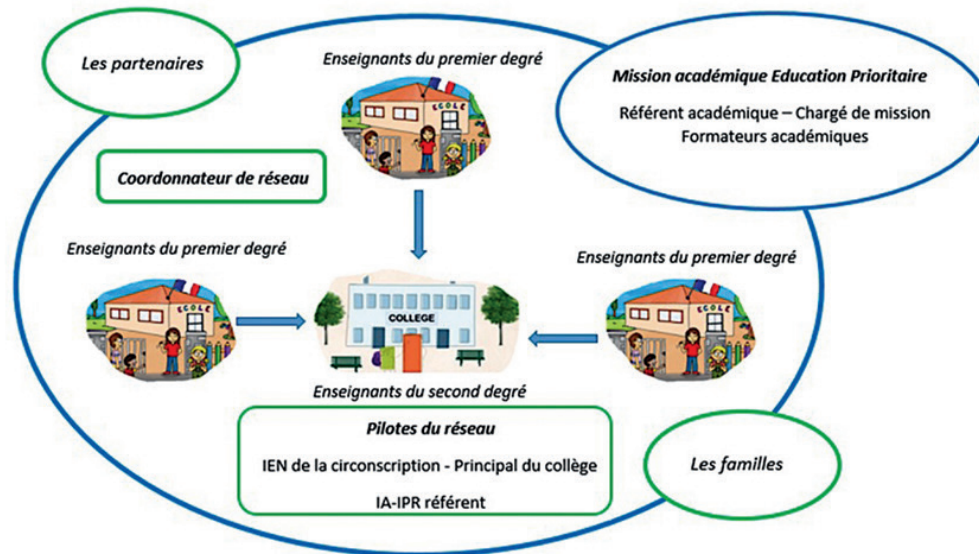 Les partenaires
Enseignants du premier degré
ECOLE
Mission académique Education Prioritaire
Référent académique – Chargé de mission
Formateurs académiques
Coordonnateur de réseau
Enseignants du premier degré
ECOLE
Enseignants du premier degré
ECOLE
COLLEGE
Enseignants du second degré
Pilotes du réseau
IEN de la circonscription - Principal du collège
IA-IPR référent
Les familles